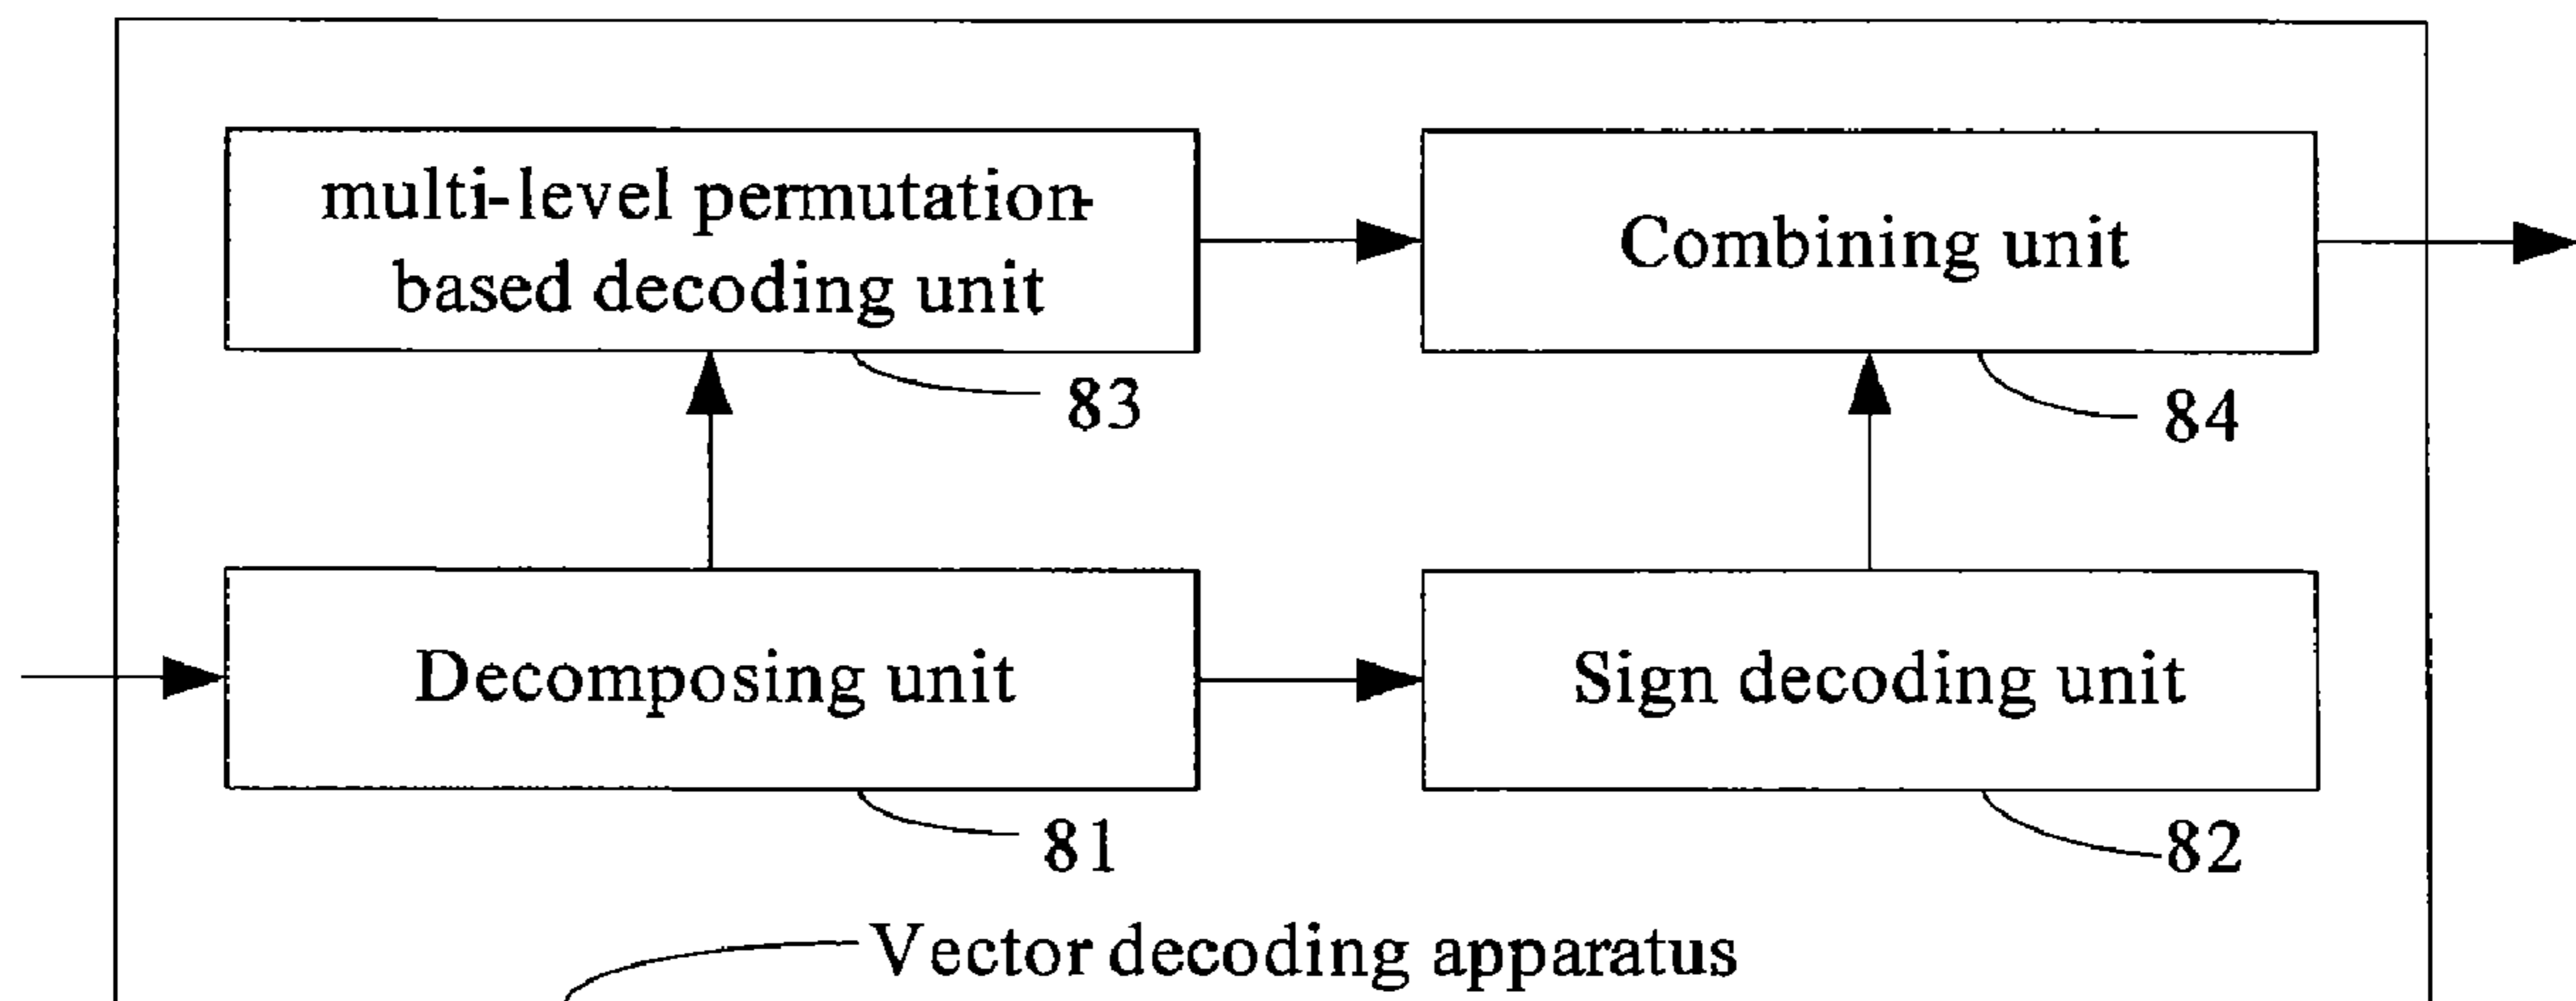 multi-level permutation-
based decoding unit
Combining unit
83
84
Decomposing unit
Sign decoding unit
81
82
Vector decoding apparatus